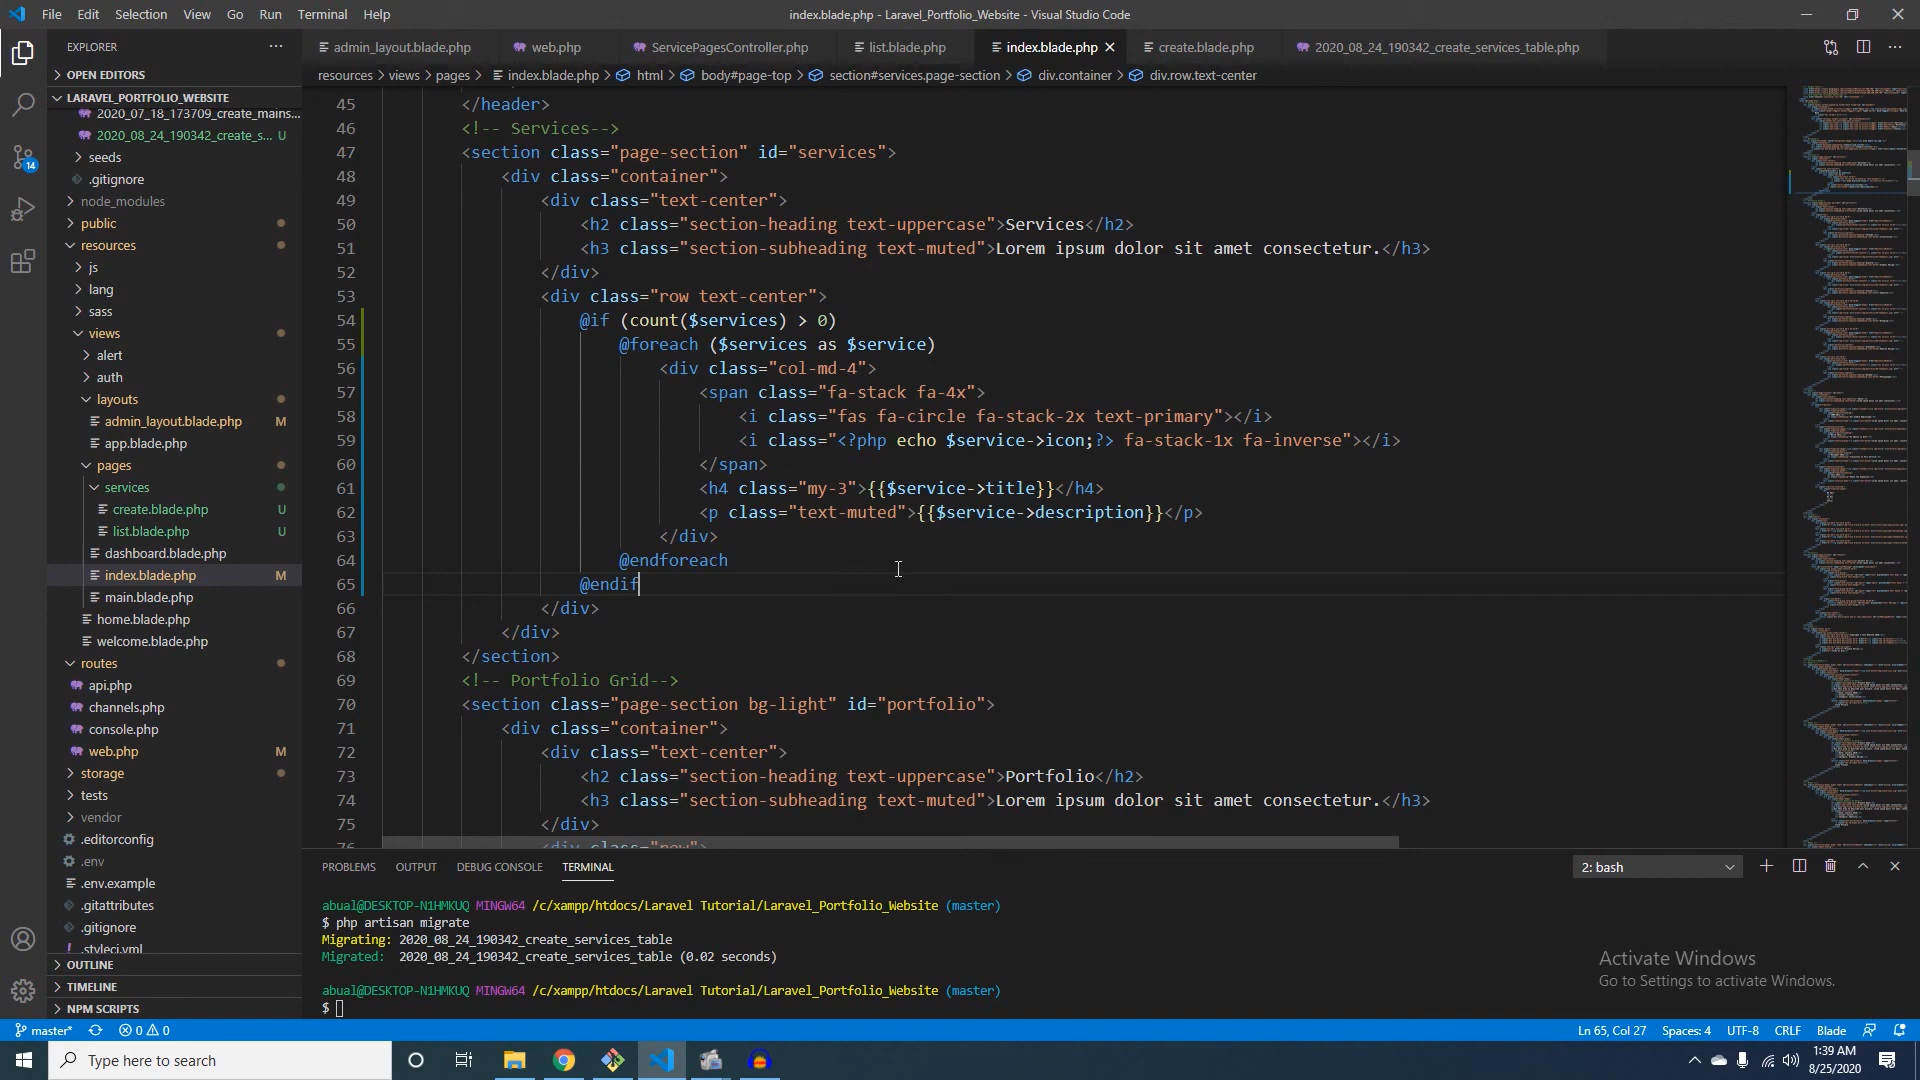 File Edit Selection View Go Run Terminal Help
index.blade.php - Laravel_Portfolio_Website - Visual Studio Code
EXPLORER
admin_layout.blade.php
web.php
ServicePagesController.php
list.blade.php
index.blade.php
create.blade.php
2020_08_24_190342_create_services_table.php
OPEN EDITORS
resources > views > pages > index.blade.php > html > body#page-top > section#services.page-section > div.container > div.row.text-center
LARAVEL_PORTFOLIO_WEBSITE
2020_07_18_173709_create_mains...
2020_08_24_190342_create_s... U
seeds
.gitignore
node_modules
public
resources
js
lang
sass
views
alert
auth
layouts
admin_layout.blade.php M
app.blade.php
pages
services
create.blade.php U
list.blade.php U
dashboard.blade.php
index.blade.php M
main.blade.php
home.blade.php
welcome.blade.php
routes
api.php
channels.php
console.php
web.php M
storage
tests
vendor
.editorconfig
.env
.env.example
.gitattributes
.gitignore
.styleci.yml
OUTLINE
TIMELINE
NPM SCRIPTS
14
45 </header>
46 <!-- Services-->
47 <section class="page-section" id="services">
48 <div class="container">
49 <div class="text-center">
50 <h2 class="section-heading text-uppercase">Services</h2>
51 <h3 class="section-subheading text-muted">Lorem ipsum dolor sit amet consectetur.</h3>
52 </div>
53 <div class="row text-center">
54 @if (count($services) > 0)
55 @foreach ($services as $service)
56 <div class="col-md-4">
57 <span class="fa-stack fa-4x">
58 <i class="fas fa-circle fa-stack-2x text-primary"></i>
59 <i class="<?php echo $service->icon;?> fa-stack-1x fa-inverse"></i>
60 </span>
61 <h4 class="my-3">{{$service->title}}</h4>
62 <p class="text-muted">{{$service->description}}</p>
63 </div>
64 @endforeach
65 @endif
66 </div>
67 </div>
68 </section>
69 <!-- Portfolio Grid-->
70 <section class="page-section bg-light" id="portfolio">
71 <div class="container">
72 <div class="text-center">
73 <h2 class="section-heading text-uppercase">Portfolio</h2>
74 <h3 class="section-subheading text-muted">Lorem ipsum dolor sit amet consectetur.</h3>
75 </div>
76 <div class="row">
PROBLEMS OUTPUT DEBUG CONSOLE TERMINAL
2: bash
abual@DESKTOP-N1HMKUQ MINGW64 /c/xampp/htdocs/Laravel Tutorial/Laravel_Portfolio_Website (master)
$ php artisan migrate
Migrating: 2020_08_24_190342_create_services_table
Migrated: 2020_08_24_190342_create_services_table (0.02 seconds)
abual@DESKTOP-N1HMKUQ MINGW64 /c/xampp/htdocs/Laravel Tutorial/Laravel_Portfolio_Website (master)
$
Activate Windows
Go to Settings to activate Windows.
master* 0 0
Ln 65, Col 27 Spaces: 4 UTF-8 CRLF Blade
Type here to search
1:39 AM
8/25/2020